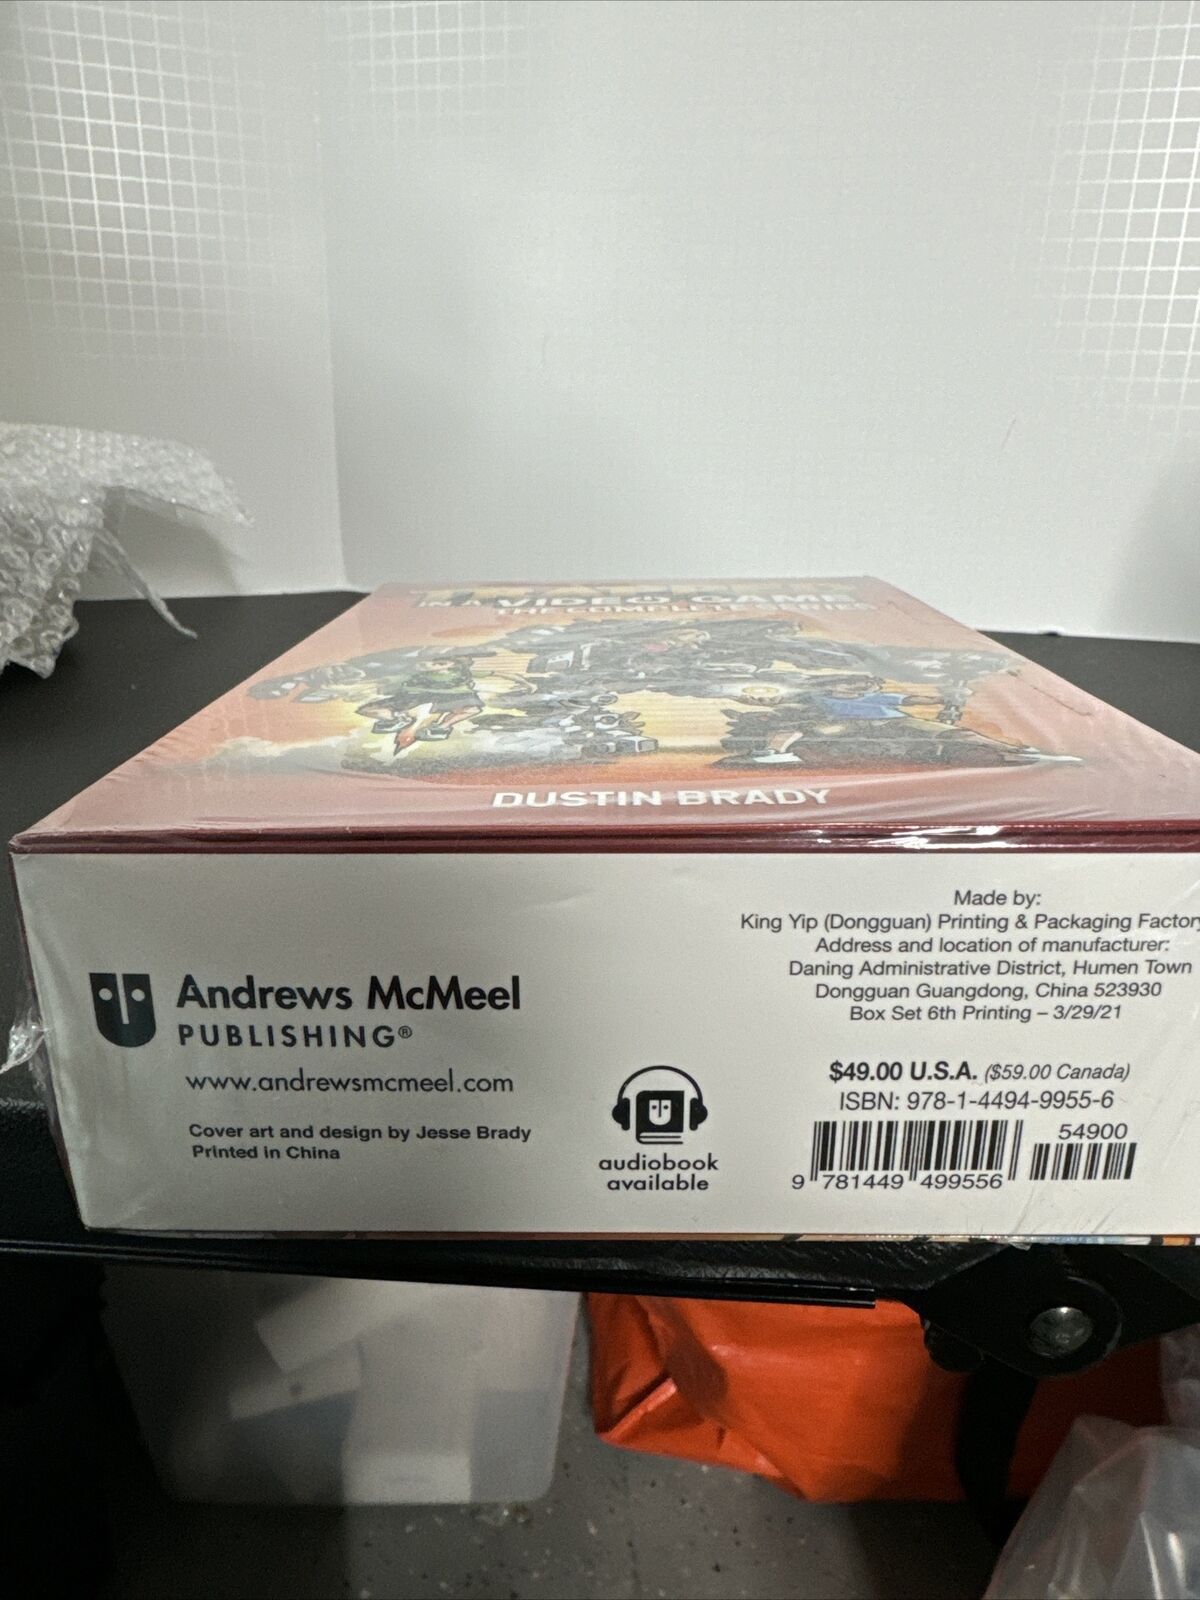 IN A VIDEO GAME
THE COMPLETE SERIES
DUSTIN BRADY
Andrews McMeel
PUBLISHING®
www.andrewsmcmeel.com
Cover art and design by Jesse Brady
Printed in China
audiobook
available
Made by:
King Yip (Dongguan) Printing & Packaging Factory
Address and location of manufacturer:
Daning Administrative District, Humen Town
Dongguan Guangdong, China 523930
Box Set 6th Printing – 3/29/21
$49.00 U.S.A. ($59.00 Canada)
ISBN: 978-1-4494-9955-6
54900
9 781449 499556